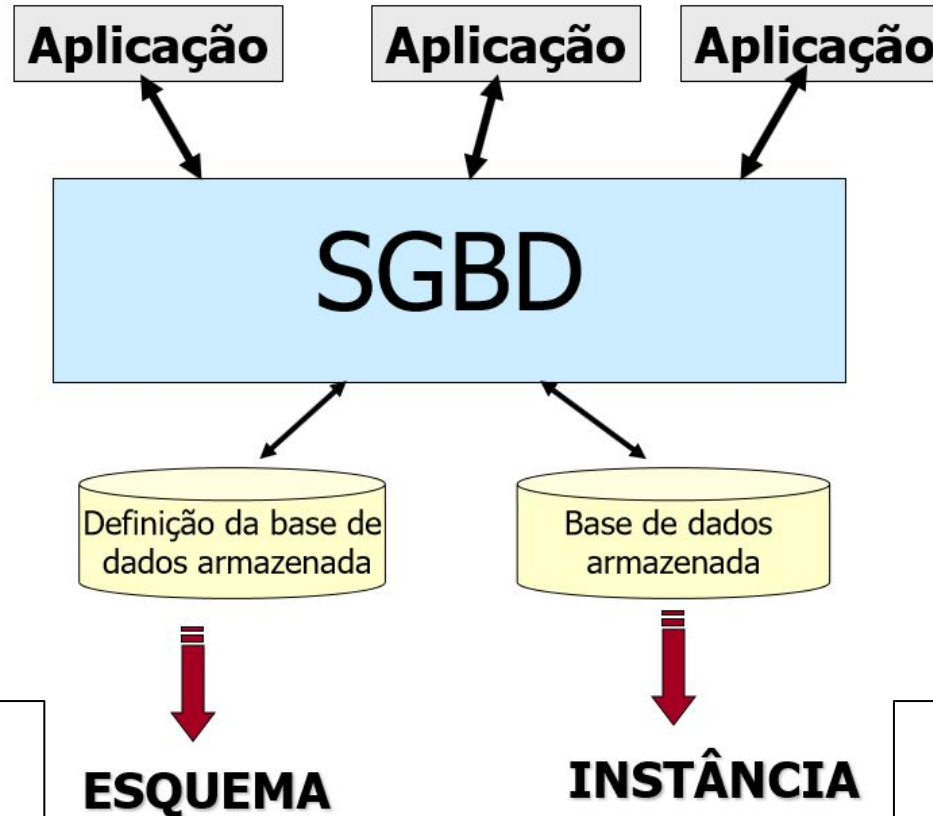 Aplicação Aplicação Aplicação
SGBD
Definição da base de
dados armazenada
Base de dados
armazenada
ESQUEMA
INSTÂNCIA